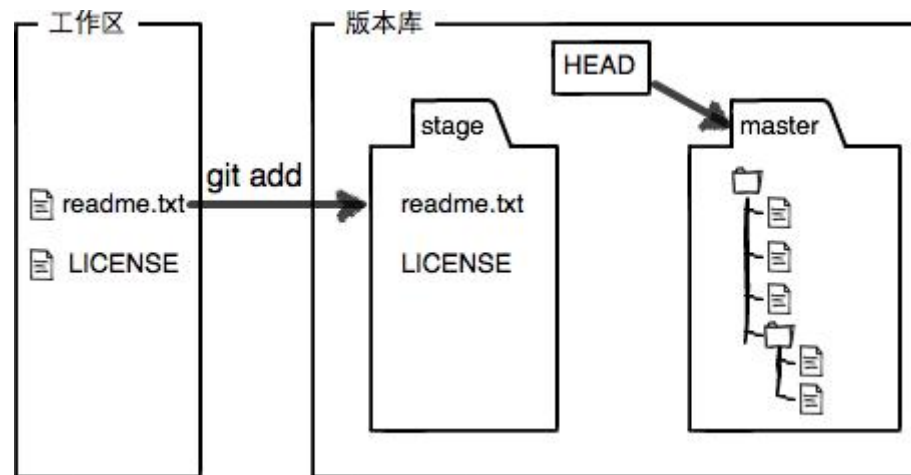 工作区
版本库
HEAD
stage
master
git add
readme.txt
LICENSE
readme.txt
LICENSE